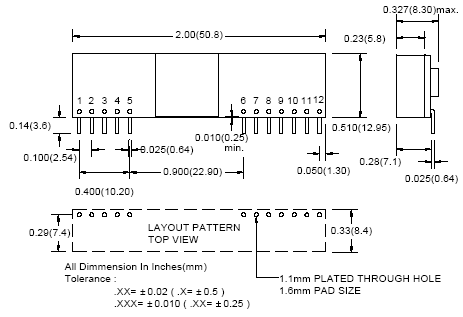 0.327(8.30)max.
2.00(50.8)
0.23(5.8)
1 2 3 4 5
6 7 8 9 10 11 12
0.14(3.6)
0.010(0.25)
min.
0.510(12.95)
0.100(2.54)
0.025(0.64)
0.050(1.30)
0.28(7.1)
0.900(22.90)
0.025(0.64)
0.400(10.20)
LAYOUT PATTERN
TOP VIEW
0.29(7.4)
0.33(8.4)
All Dimmension In Inches(mm)
Tolerance :
.XX= ±0.02 ( .X= ±0.5 )
.XXX= ±0.010 ( .XX= ±0.25 )
1.1mm PLATED THROUGH HOLE
1.6mm PAD SIZE